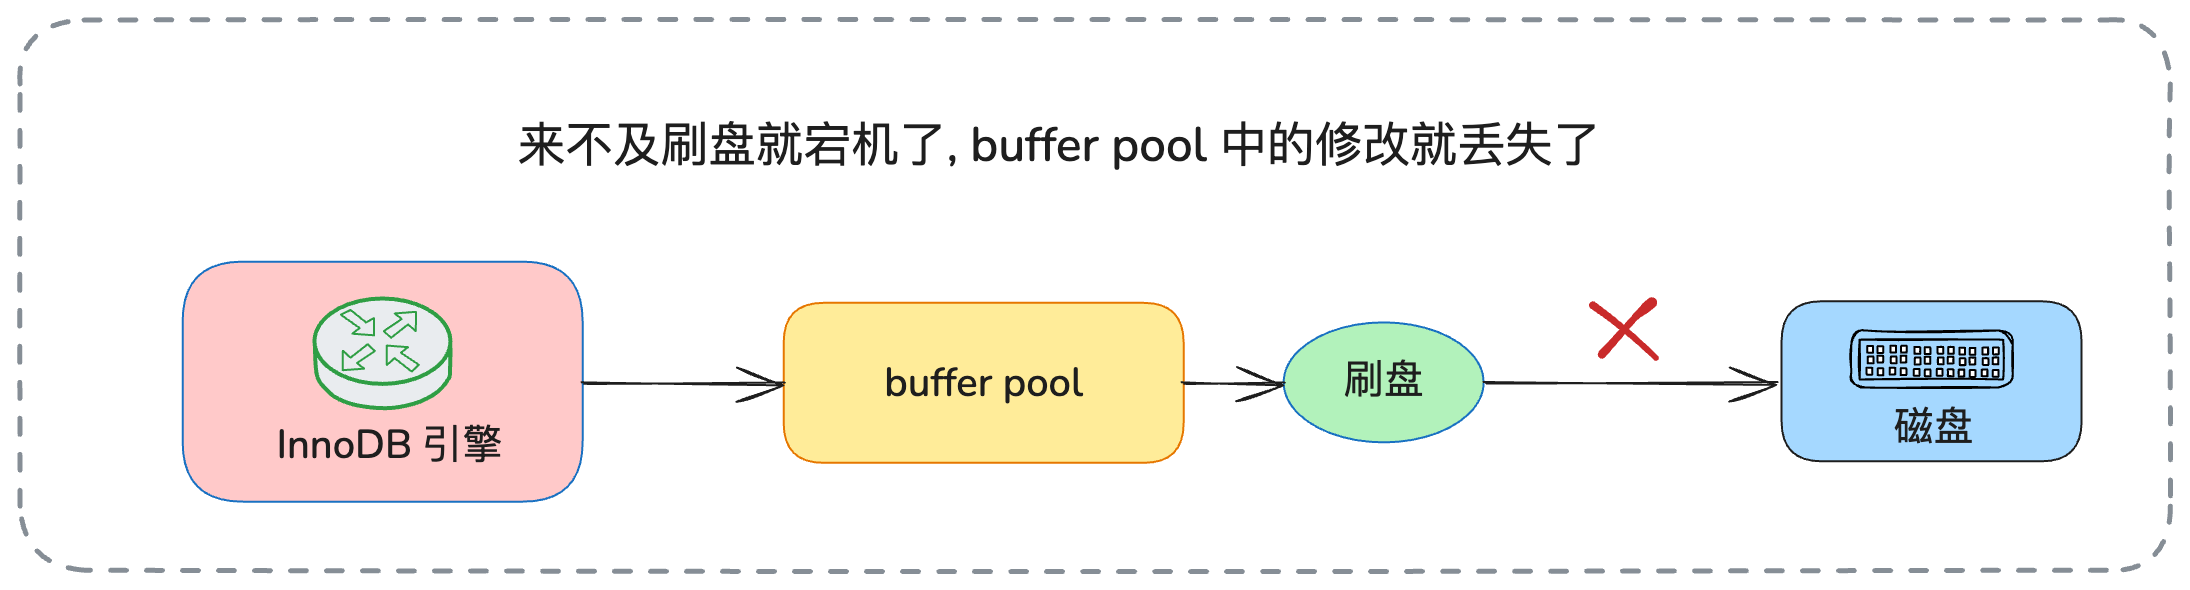 来不及刷盘就宕机了, buffer pool 中的修改就丢失了
InnoDB 引擎
buffer pool
刷盘
磁盘